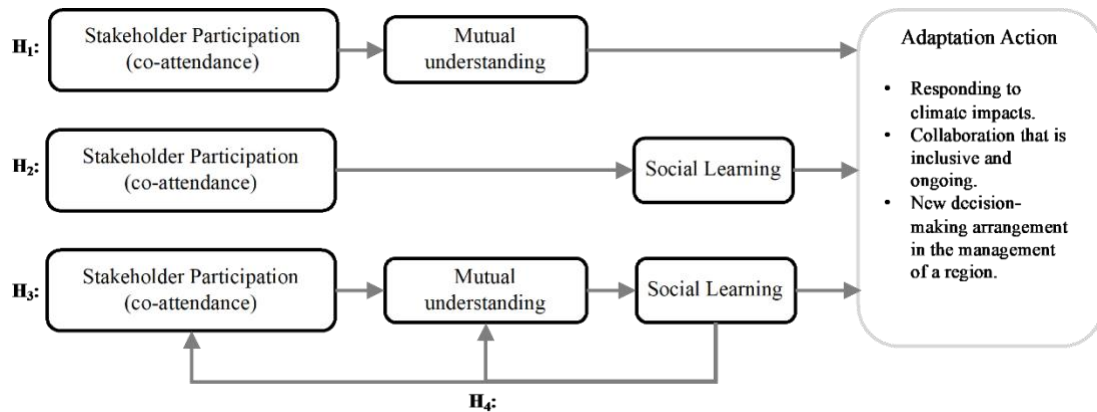 H1:
Stakeholder Participation
(co-attendance)
Mutual
understanding
H2:
Stakeholder Participation
(co-attendance)
Social Learning
H3:
Stakeholder Participation
(co-attendance)
Mutual
understanding
Social Learning
H4:
Adaptation Action
• Responding to
climate impacts.
• Collaboration that is
inclusive and
ongoing.
• New decision-
making arrangement
in the management
of a region.